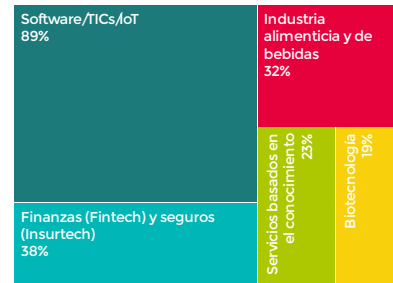 Software/TICs/IoT
89%
Industria
alimenticia y de
bebidas
32%
Finanzas (Fintech) y seguros
(Insurtech)
38%
Servicios basados en
el conocimiento
23%
Biotecnología
19%